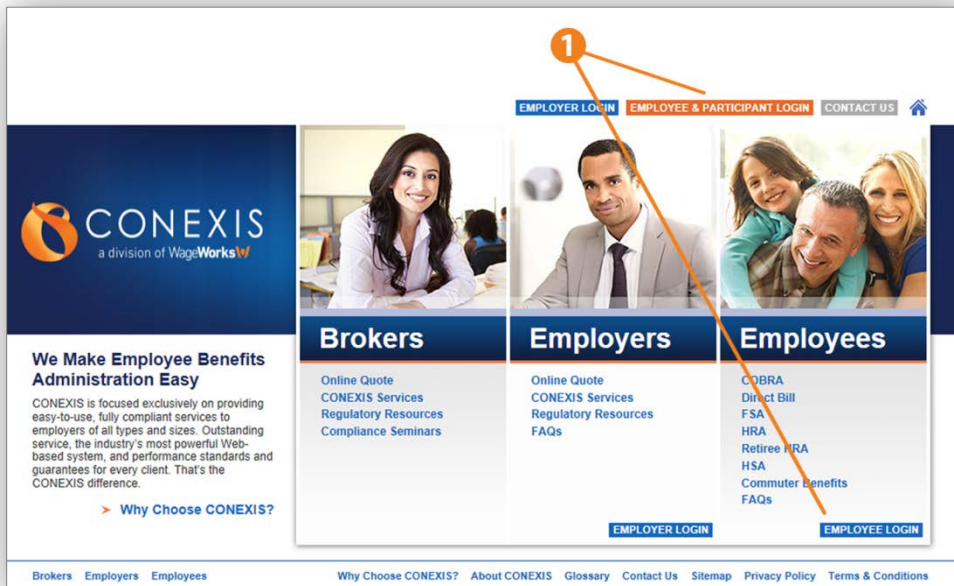 1
EMPLOYER LOGIN EMPLOYEE & PARTICIPANT LOGIN CONTACT US
CONEXIS
a division of WageWorks W
We Make Employee Benefits
Administration Easy
CONEXIS is focused exclusively on providing
easy-to-use, fully compliant services to
employers of all types and sizes. Outstanding
service, the industry's most powerful Web-
based system, and performance standards and
guarantees for every client. That's the
CONEXIS difference.
> Why Choose CONEXIS?
Brokers
Online Quote
CONEXIS Services
Regulatory Resources
Compliance Seminars
Employers
Online Quote
CONEXIS Services
Regulatory Resources
FAQs
EMPLOYER LOGIN
Employees
COBRA
Direct Bill
FSA
HRA
Retiree HRA
HSA
Commuter Benefits
FAQs
EMPLOYEE LOGIN
Brokers Employers Employees Why Choose CONEXIS? About CONEXIS Glossary Contact Us Sitemap Privacy Policy Terms & Conditions